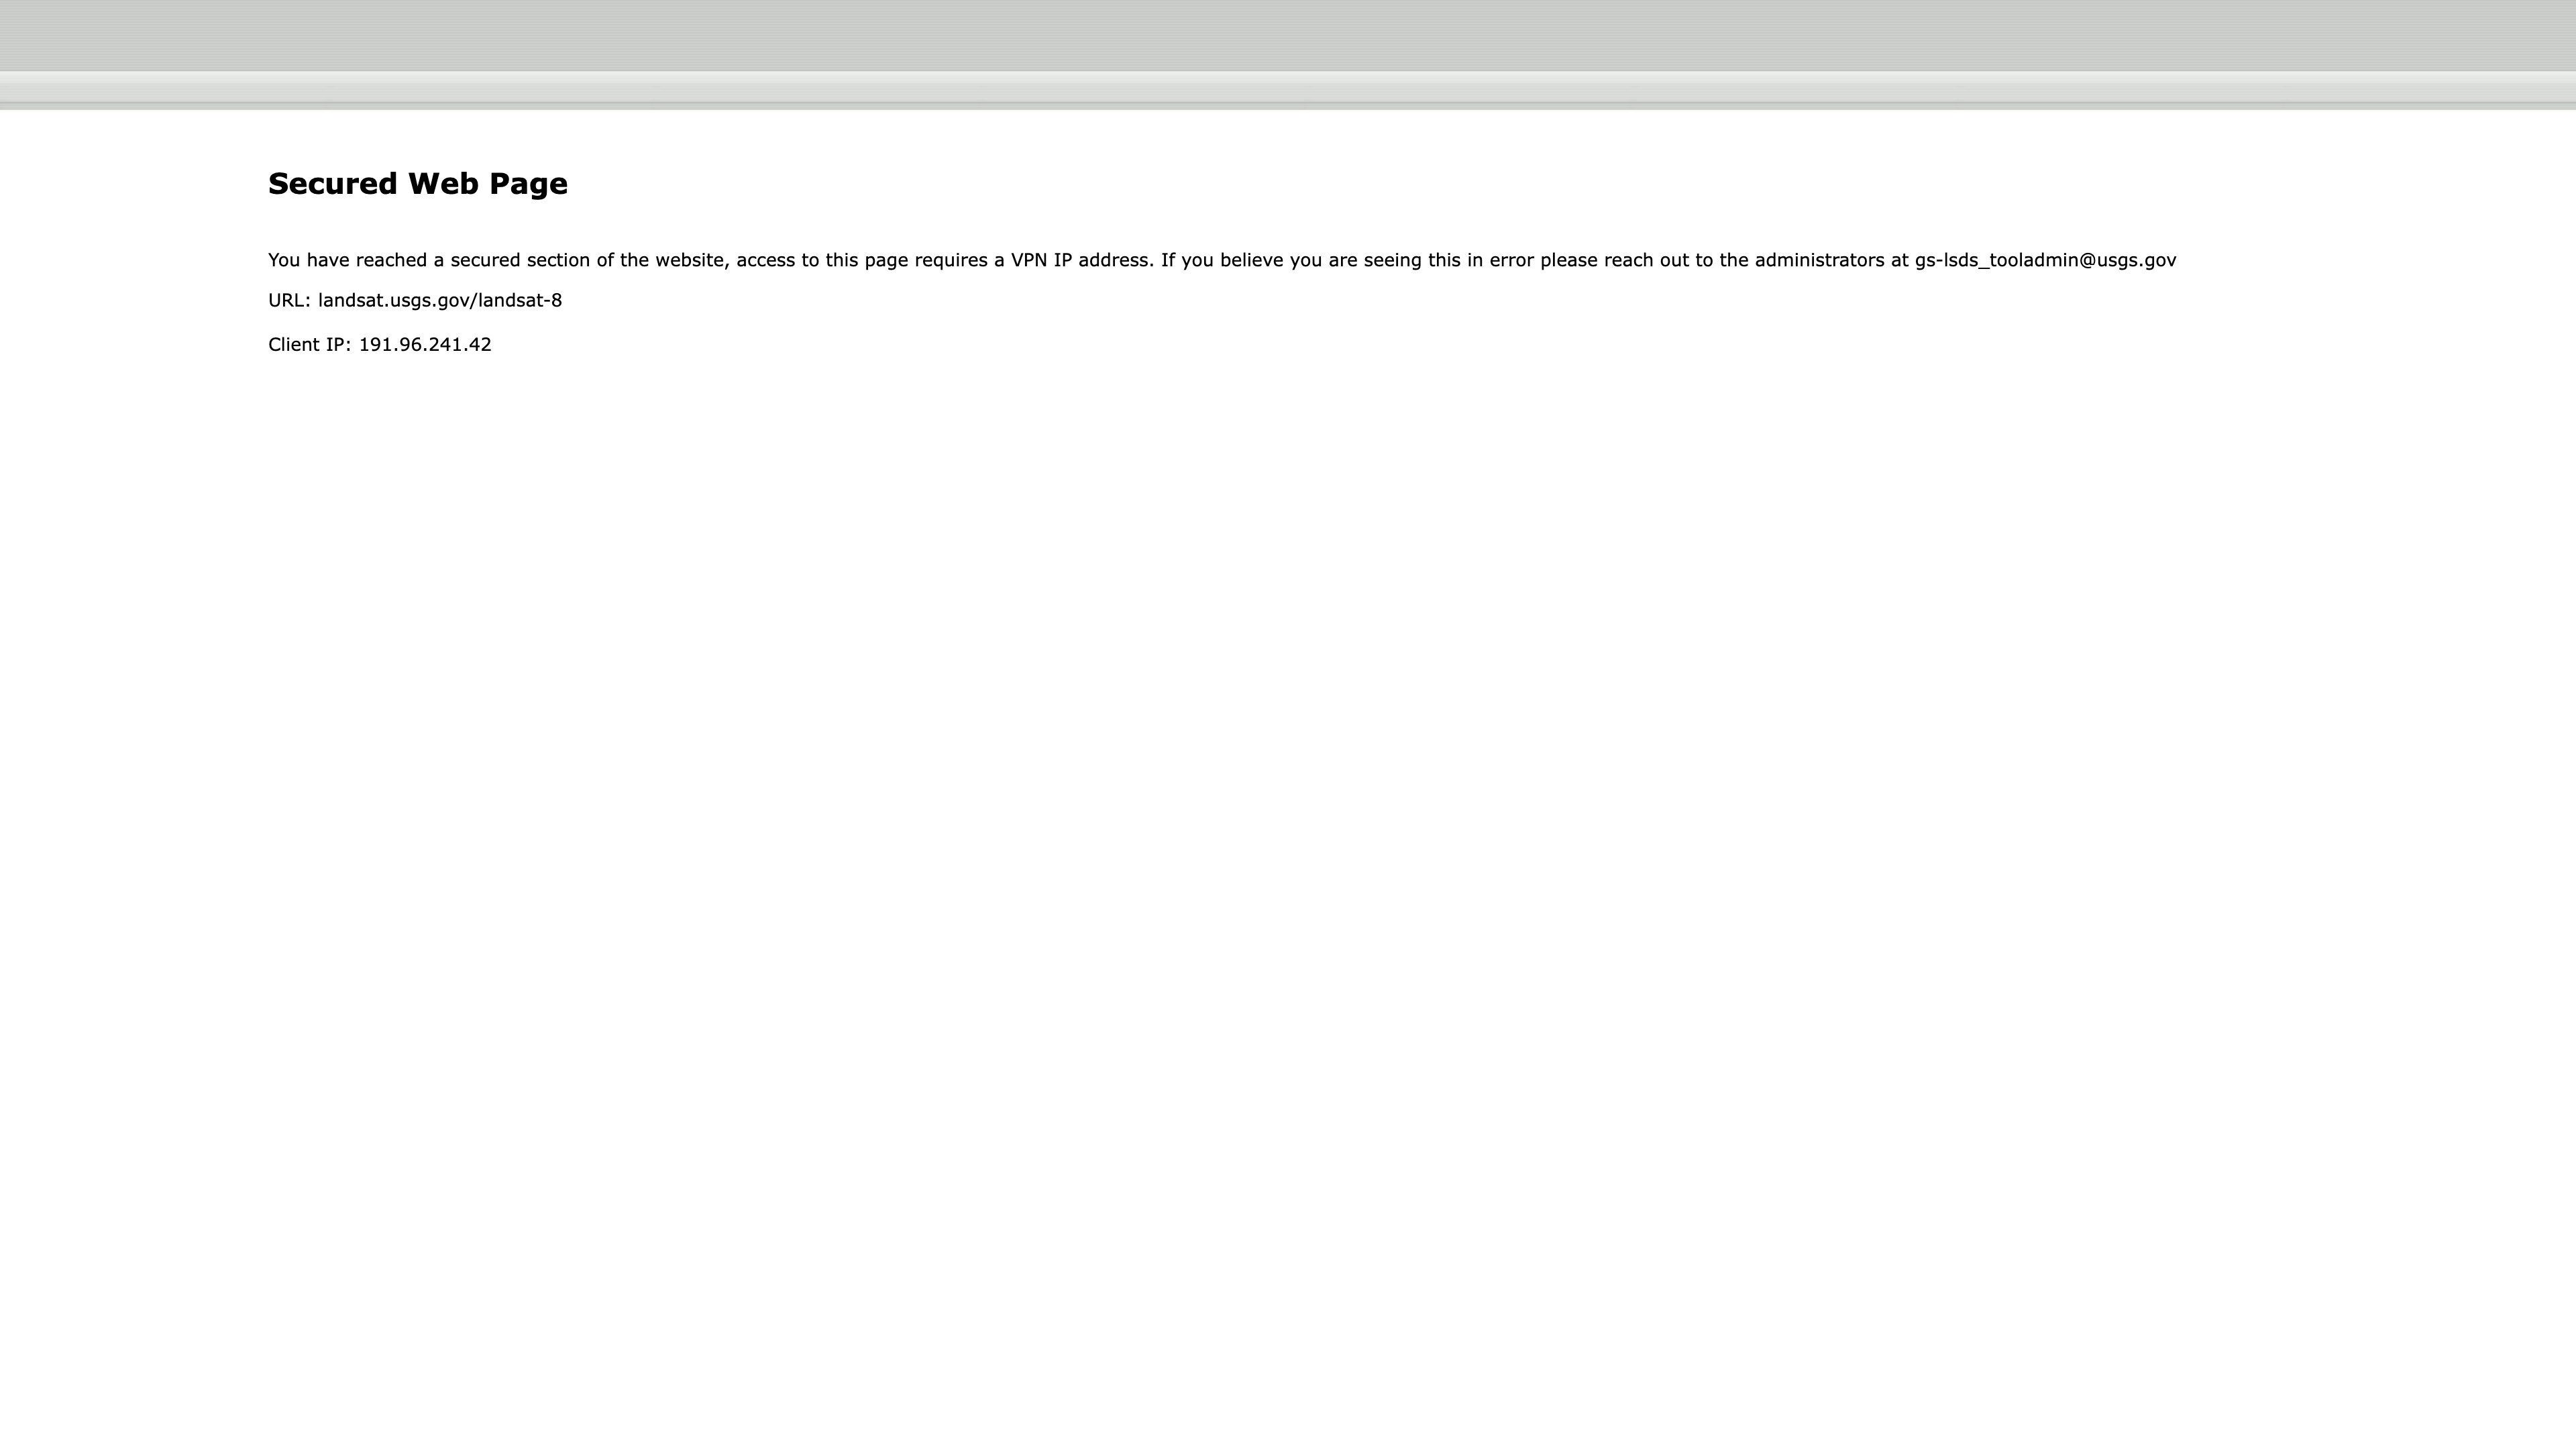 Secured Web Page
You have reached a secured section of the website, access to this page requires a VPN IP address. If you believe you are seeing this in error please reach out to the administrators at gs-lsds_tooladmin@usgs.gov
URL: landsat.usgs.gov/landsat-8
Client IP: 191.96.241.42